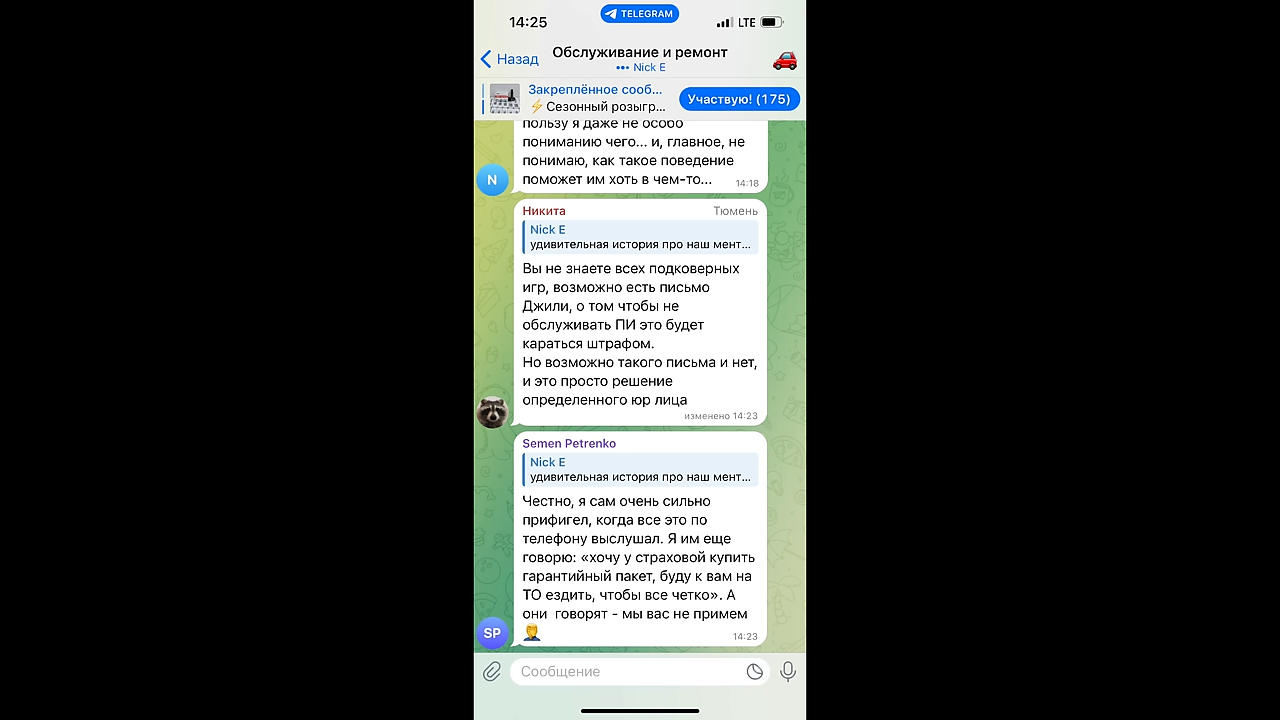 14:25
TELEGRAM
LTE
Назад
Обслуживание и ремонт
••• Nick E
Закреплённое сооб...
⚡ Сезонный розыгр...
Участвую! (175)
пользу я даже не особо
пониманию чего... и, главное, не
понимаю, как такое поведение
поможет им хоть в чем-то...
14:18
N
Никита
Тюмень
Nick E
удивительная история про наш мент...
Вы не знаете всех подковерных
игр, возможно есть письмо
Джили, о том чтобы не
обслуживать ПИ это будет
караться штрафом.
Но возможно такого письма и нет,
и это просто решение
определенного юр лица
изменено 14:23
Semen Petrenko
Nick E
удивительная история про наш мент...
Честно, я сам очень сильно
прифигел, когда все это по
телефону выслушал. Я им еще
говорю: «хочу у страховой купить
гарантийный пакет, буду к вам на
ТО ездить, чтобы все четко». А
они говорят - мы вас не примем
🤦‍♂️
14:23
SP
Сообщение